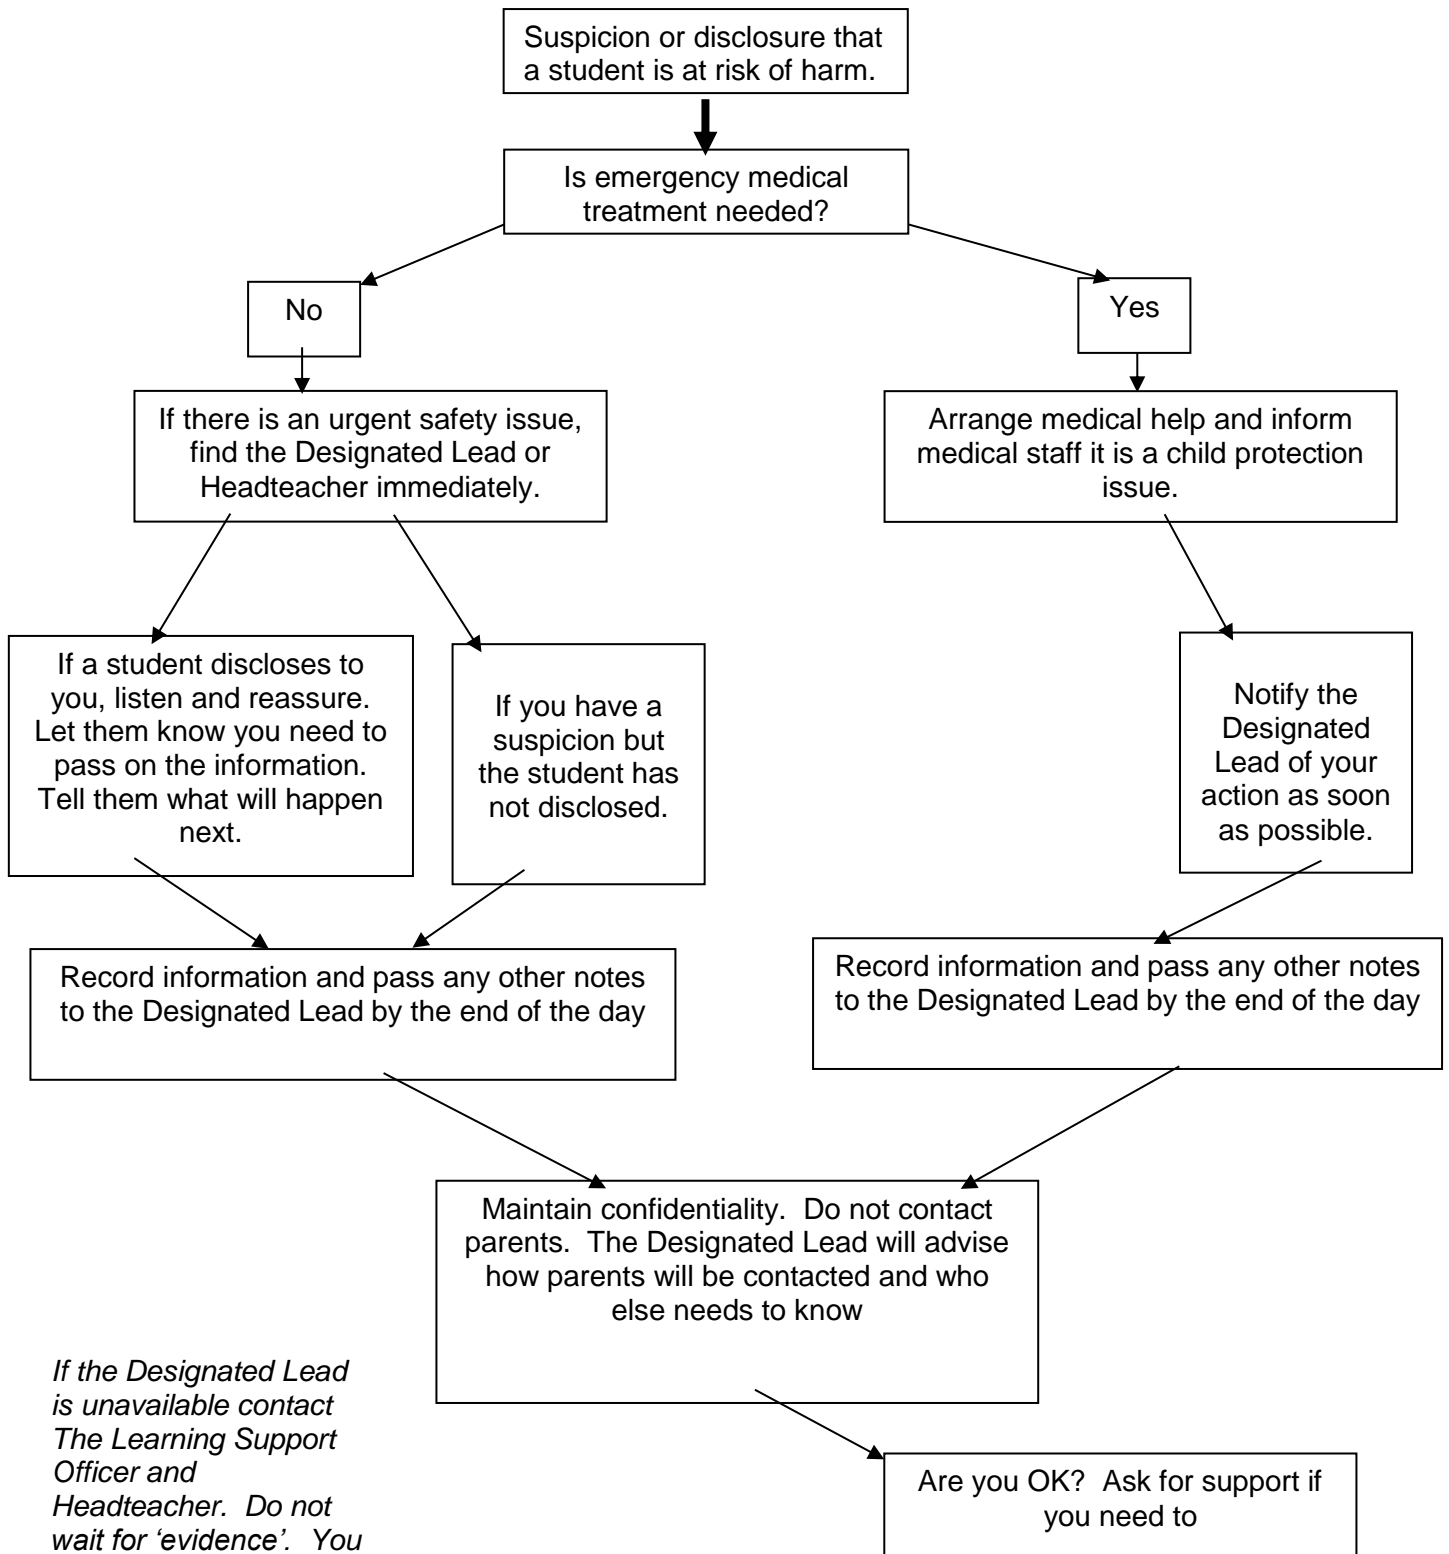 Suspicion or disclosure that
a student is at risk of harm.
Is emergency medical
treatment needed?
No
Yes
If there is an urgent safety issue,
find the Designated Lead or
Headteacher immediately.
Arrange medical help and inform
medical staff it is a child protection
issue.
If a student discloses to
you, listen and reassure.
Let them know you need to
pass on the information.
Tell them what will happen
next.
If you have a
suspicion but
the student has
not disclosed.
Notify the
Designated
Lead of your
action as soon
as possible.
Record information and pass any other notes
to the Designated Lead by the end of the day
Record information and pass any other notes
to the Designated Lead by the end of the day
Maintain confidentiality.  Do not contact
parents.  The Designated Lead will advise
how parents will be contacted and who
else needs to know
If the Designated Lead
is unavailable contact
The Learning Support
Officer and
Headteacher.  Do not
wait for ‘evidence’.  You
Are you OK?  Ask for support if
you need to